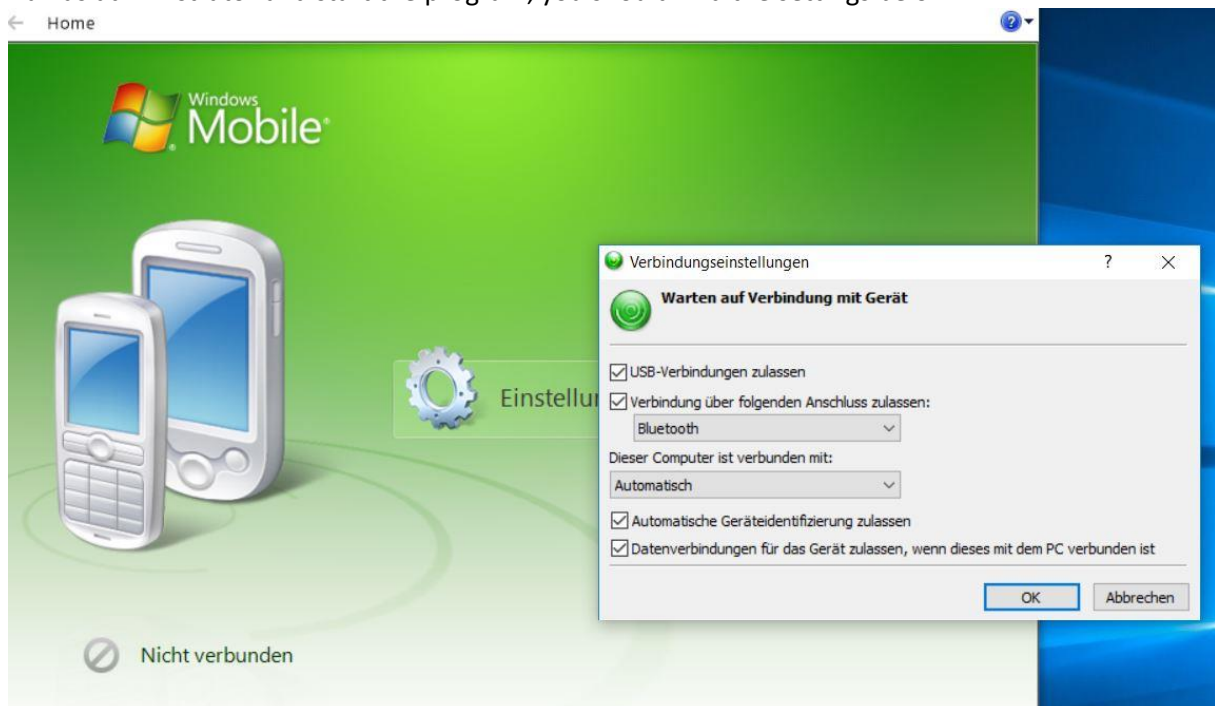 Home
Windows
Mobile®
Einstellu
Nicht verbunden
Verbindungseinstellungen
Warten auf Verbindung mit Gerät
USB-Verbindungen zulassen
Verbindung über folgenden Anschluss zulassen:
Bluetooth
Dieser Computer ist verbunden mit:
Automatisch
Automatische Geräteidentifizierung zulassen
Datenverbindungen für das Gerät zulassen, wenn dieses mit dem PC verbunden ist
OK
Abbrechen